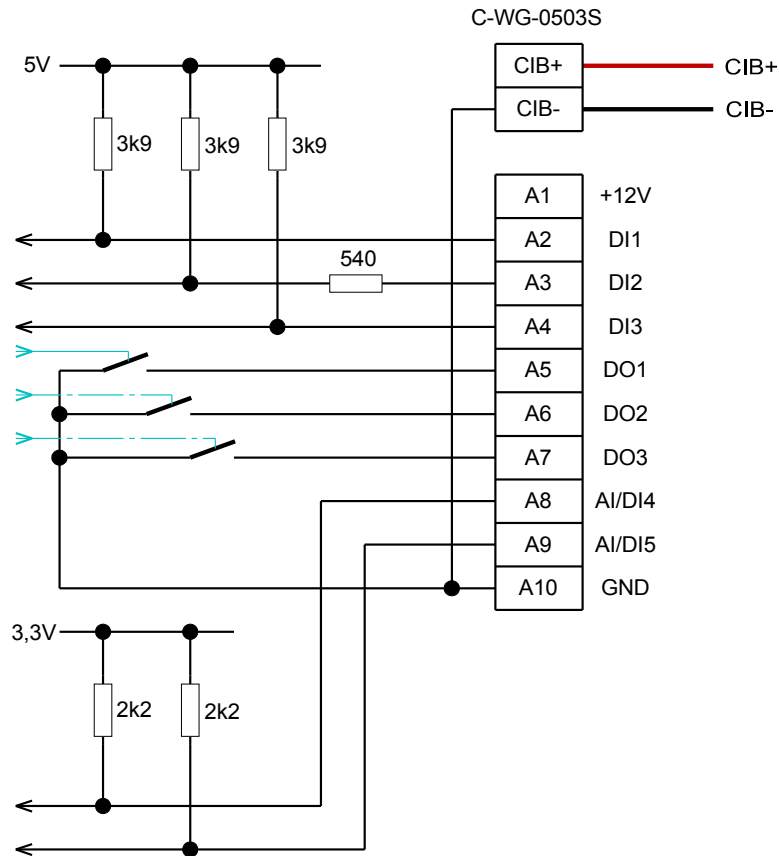 C-WG-0503S
5V
CIB+
CIB+
CIB-
CIB-
3k9
3k9
3k9
A1
+12V
A2
DI1
540
A3
DI2
A4
DI3
A5
DO1
A6
DO2
A7
DO3
A8
AI/DI4
A9
AI/DI5
A10
GND
3,3V
2k2
2k2